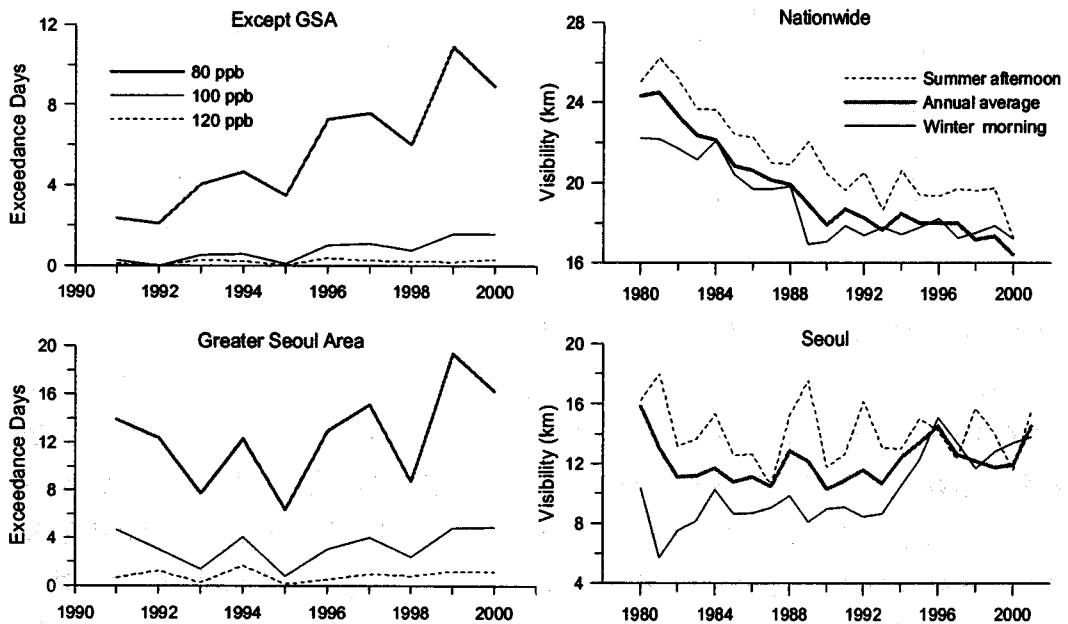 Except GSA
Exceedance Days
12
8
4
0
80 ppb
100 ppb
120 ppb
1990 1992 1994 1996 1998 2000
Nationwide
Visibility (km)
28
24
20
16
Summer afternoon
Annual average
Winter morning
1980 1984 1988 1992 1996 2000
Greater Seoul Area
Exceedance Days
20
16
12
8
4
0
1990 1992 1994 1996 1998 2000
Seoul
Visibility (km)
20
16
12
8
4
1980 1984 1988 1992 1996 2000